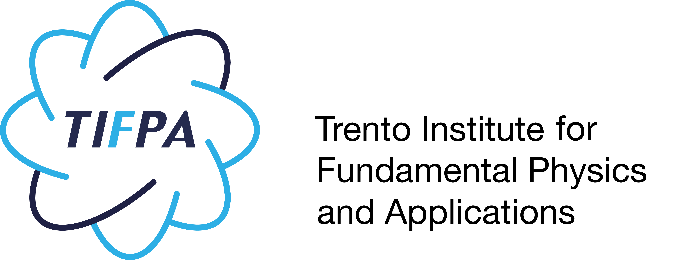 TIFPA
Trento Institute for
Fundamental Physics
and Applications